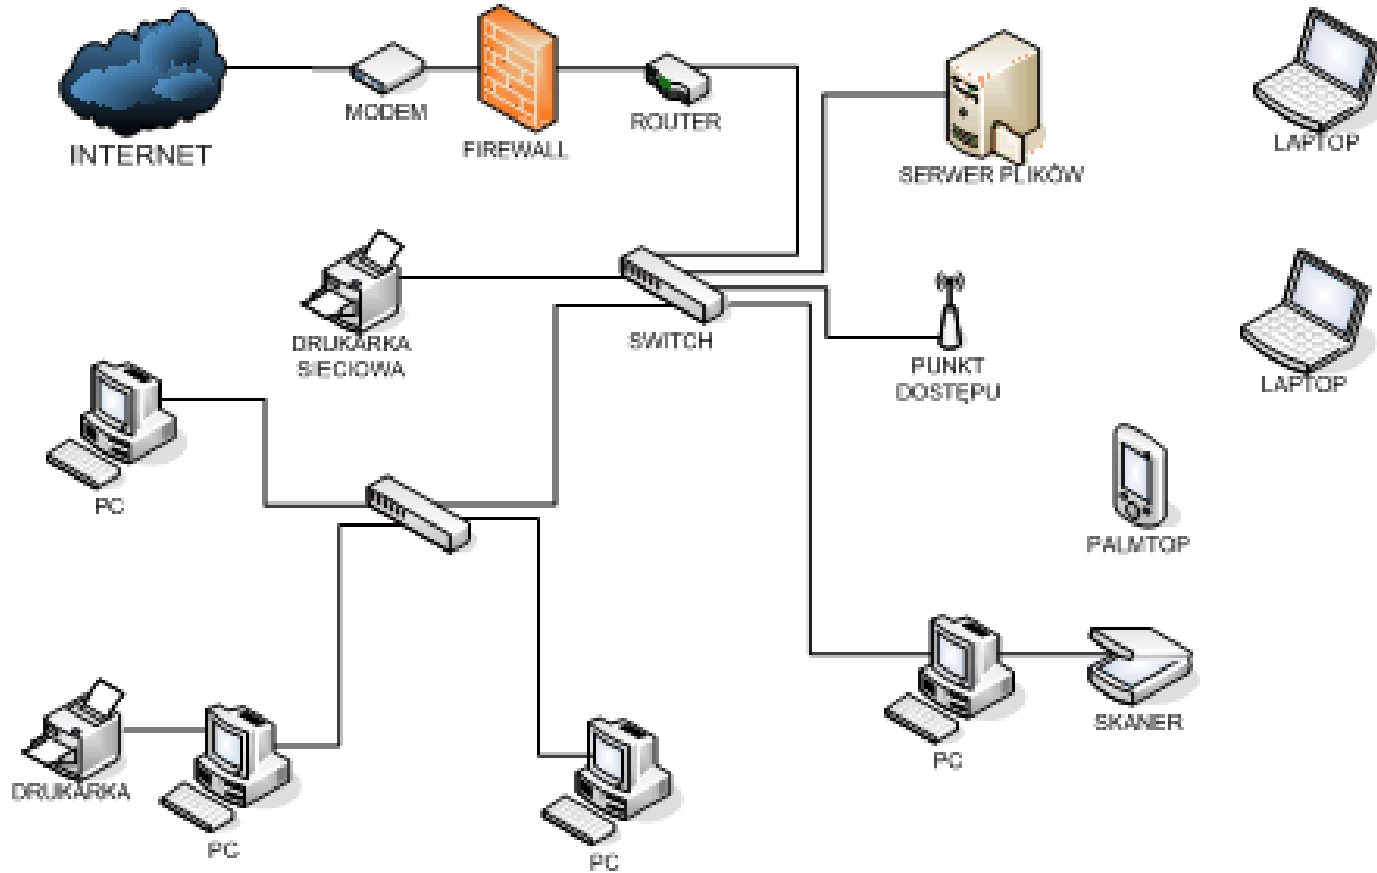 INTERNET
MODEM
FIREWALL
ROUTER
SERWER PLIKÓW
LAPTOP
DRUKARKA
SIECIOWA
SWITCH
PUNKT
DOSTĘPU
LAPTOP
PC
PALMTOP
DRUKARKA
PC
PC
PC
SKANER